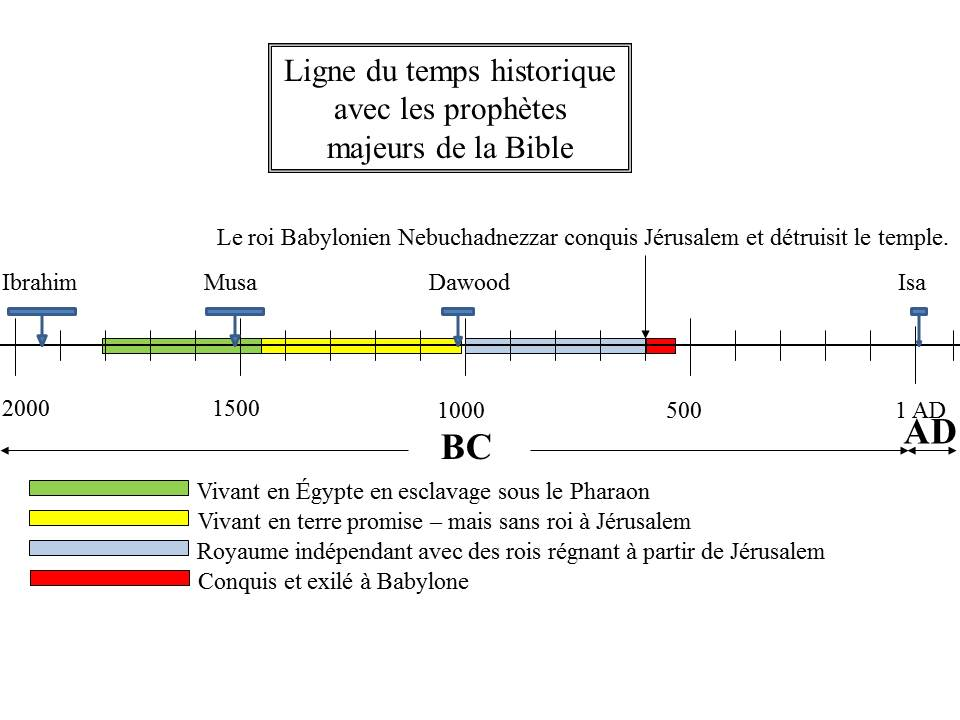 Ligne du temps historique
avec les prophètes
majeurs de la Bible
Le roi Babylonien Nebuchadnezzar conquis Jérusalem et détruisit le temple.
Ibrahim Musa Dawood Isa
2000 1500 1000 500 1 AD
BC AD
Vivant en Égypte en esclavage sous le Pharaon
Vivant en terre promise – mais sans roi à Jérusalem
Royaume indépendant avec des rois régnant à partir de Jérusalem
Conquis et exilé à Babylone